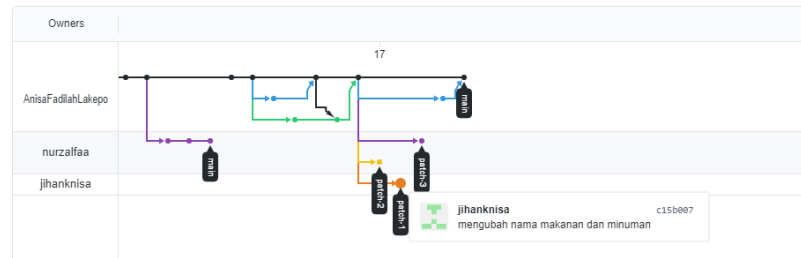 Owners
17
AnisaFadilahLakepo
main
nurzalfaa
main
patch-3
jihanknisa
patch-2
patch-1
jihanknisa c15b007
mengubah nama makanan dan minuman